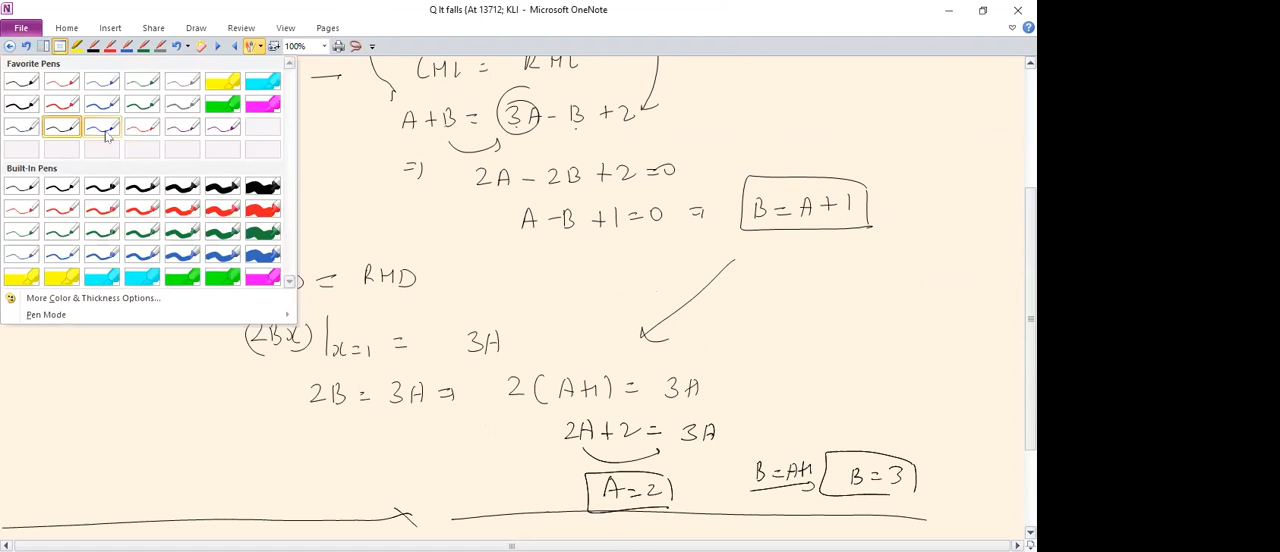 Q It falls {At 13712; KLI - Microsoft OneNote
File Home Insert Share Draw Review View Pages
100%
Favorite Pens
Built-In Pens
More Color & Thickness Options...
Pen Mode
LML = RML
A+B = 3A - B +2
⇒ 2A - 2B +2 =0
A -B +1 =0 ⇒ B = A+1
= RHD
(2Bx)|x=1 = 3A
2B = 3A ⇒ 2(A+1) = 3A
2A+2 = 3A
B=A+1 B = 3
A=2